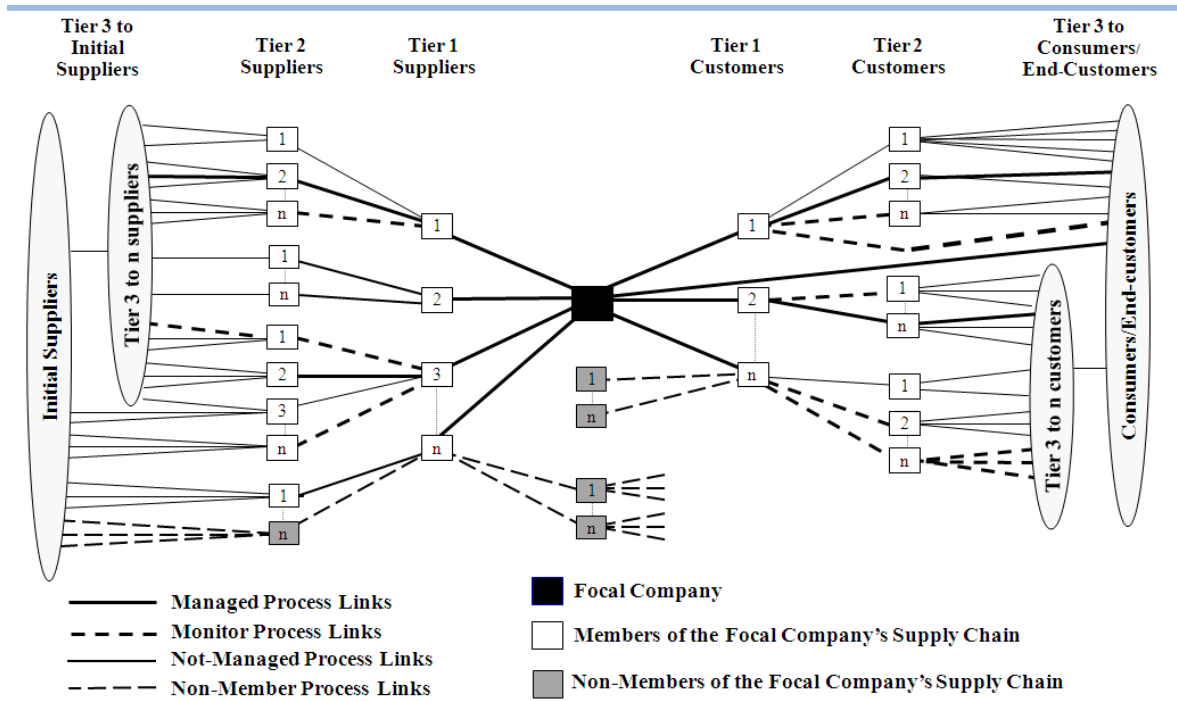 Tier 3 to
Initial
Suppliers
Tier 2
Suppliers
Tier 1
Suppliers
Tier 1
Customers
Tier 2
Customers
Tier 3 to
Consumers/
End-Customers
Initial Suppliers
Tier 3 to n suppliers
1
2
n
1
n
1
2
3
n
1
n
1
2
3
n
1
n
1
n
1
2
n
1
2
n
1
n
1
2
n
Tier 3 to n customers
Consumers/End-customers
Managed Process Links
Monitor Process Links
Not-Managed Process Links
Non-Member Process Links
Focal Company
Members of the Focal Company's Supply Chain
Non-Members of the Focal Company's Supply Chain